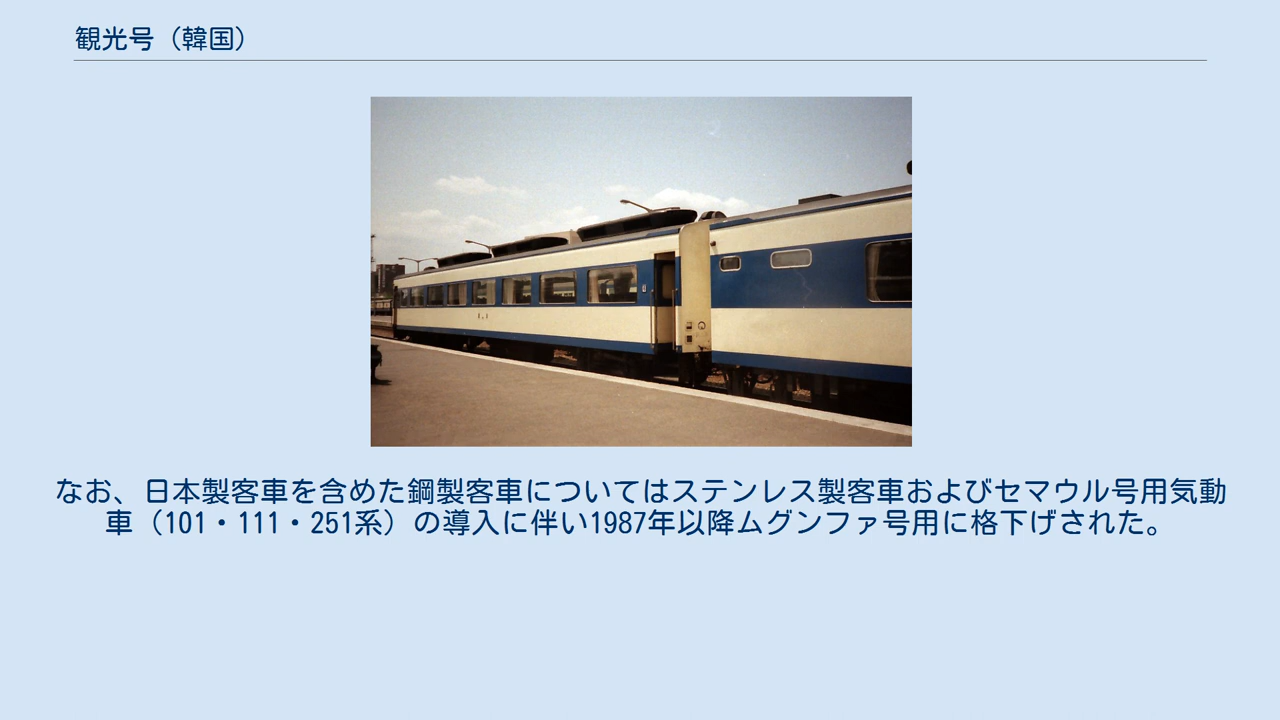 観光号（韓国）
なお、日本製客車を含めた鋼製客車についてはステンレス製客車およびセマウル号用気動
車（101・111・251系）の導入に伴い1987年以降ムグンファ号用に格下げされた。